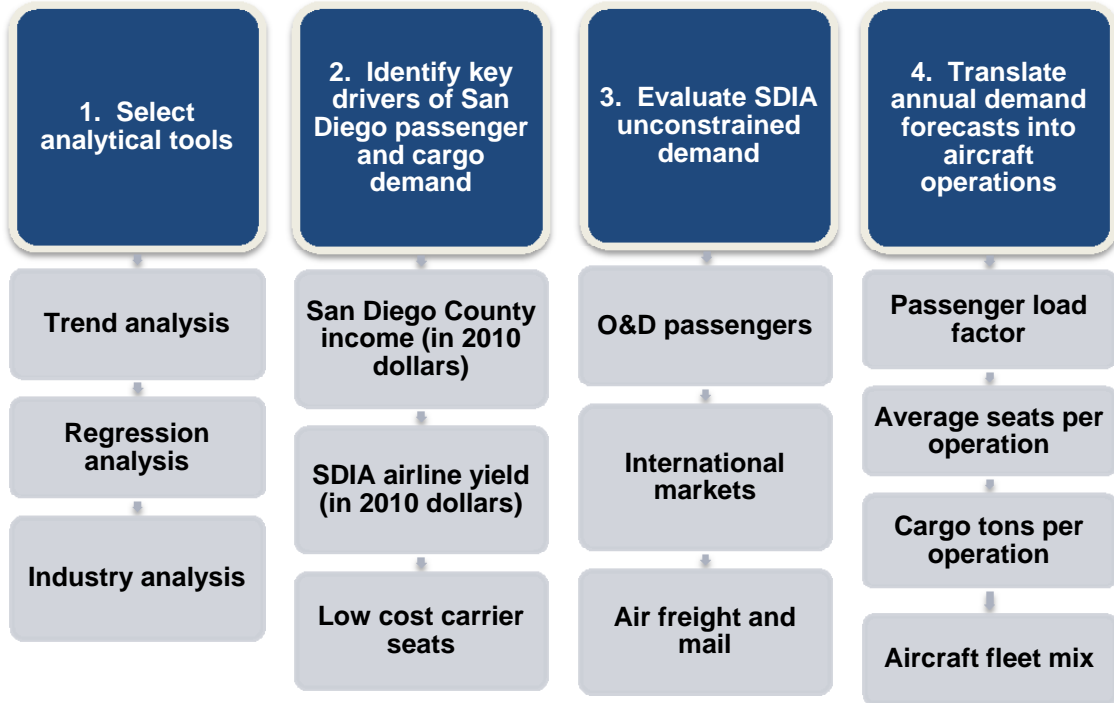 1. Select
analytical tools
Trend analysis
Regression
analysis
Industry analysis
2. Identify key
drivers of San
Diego passenger
and cargo
demand
San Diego County
income (in 2010
dollars)
SDIA airline yield
(in 2010 dollars)
Low cost carrier
seats
3. Evaluate SDIA
unconstrained
demand
O&D passengers
International
markets
Air freight and
mail
4. Translate
annual demand
forecasts into
aircraft
operations
Passenger load
factor
Average seats per
operation
Cargo tons per
operation
Aircraft fleet mix